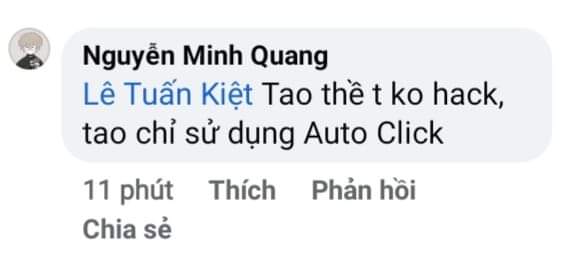 Nguyễn Minh Quang
Lê Tuấn Kiệt Tao thề t ko hack,
tao chỉ sử dụng Auto Click
11 phút Thích Phản hồi
Chia sẻ